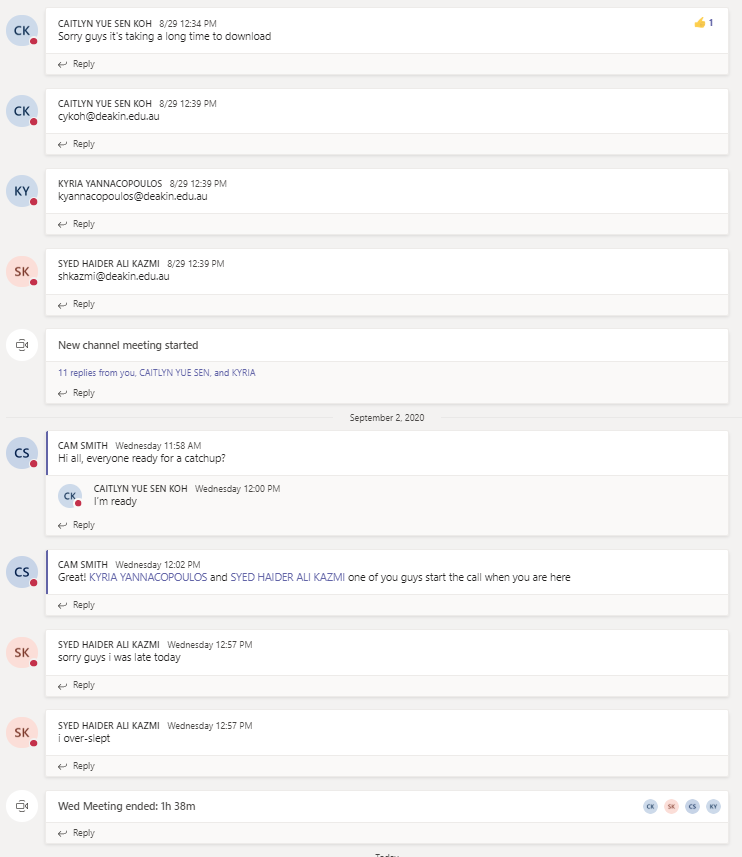 CK
CAITLYN YUE SEN KOH 8/29 12:34 PM
1
Sorry guys it's taking a long time to download
Reply
CK
CAITLYN YUE SEN KOH 8/29 12:39 PM
cykoh@deakin.edu.au
Reply
KY
KYRIA YANNACOPOULOS 8/29 12:39 PM
kyannacopoulos@deakin.edu.au
Reply
SK
SYED HAIDER ALI KAZMI 8/29 12:39 PM
shkazmi@deakin.edu.au
Reply
New channel meeting started
11 replies from you, CAITLYN YUE SEN, and KYRIA
Reply
September 2, 2020
CS
CAM SMITH Wednesday 11:58 AM
Hi all, everyone ready for a catchup?
CK
CAITLYN YUE SEN KOH Wednesday 12:00 PM
I'm ready
Reply
CS
CAM SMITH Wednesday 12:02 PM
Great! KYRIA YANNACOPOULOS and SYED HAIDER ALI KAZMI one of you guys start the call when you are here
Reply
SK
SYED HAIDER ALI KAZMI Wednesday 12:57 PM
sorry guys i was late today
Reply
SK
SYED HAIDER ALI KAZMI Wednesday 12:57 PM
i over-slept
Reply
Wed Meeting ended: 1h 38m
CK SK CS KY
Reply
Today